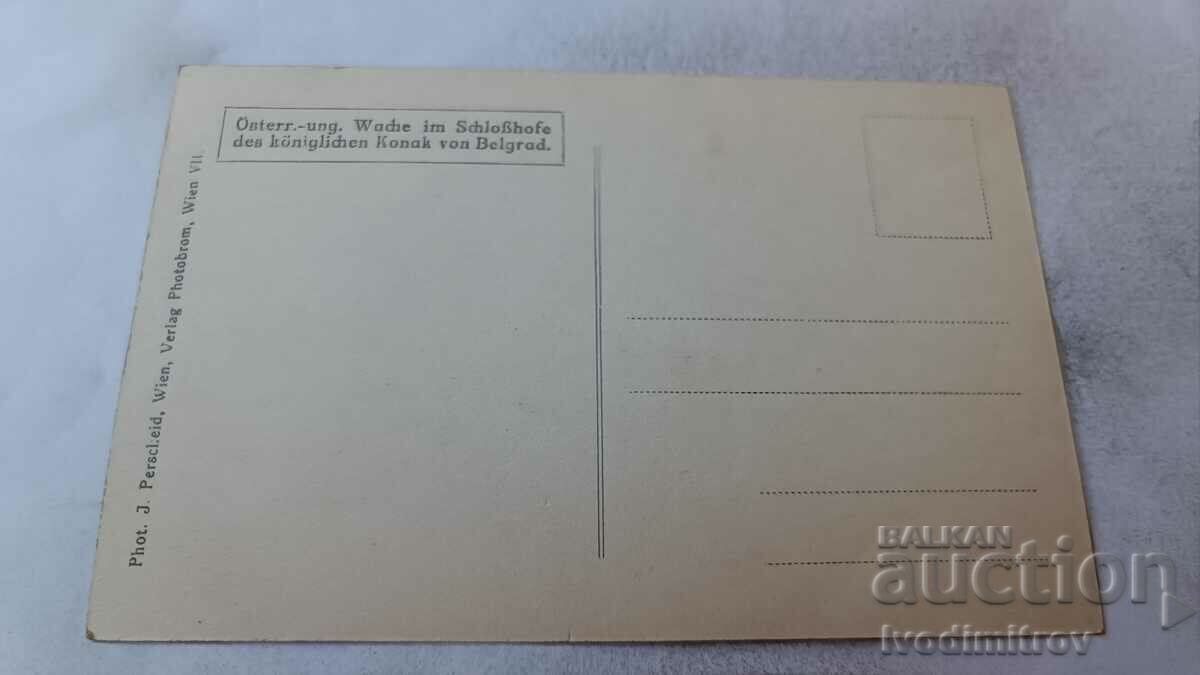 Österr.-ung. Wache im Schloßhofe
des königlichen Konak von Belgrad.
Phot. J. Perscheid, Wien, Verlag Photobrom, Wien VII.
BALKAN
auction
Ivodimitrov